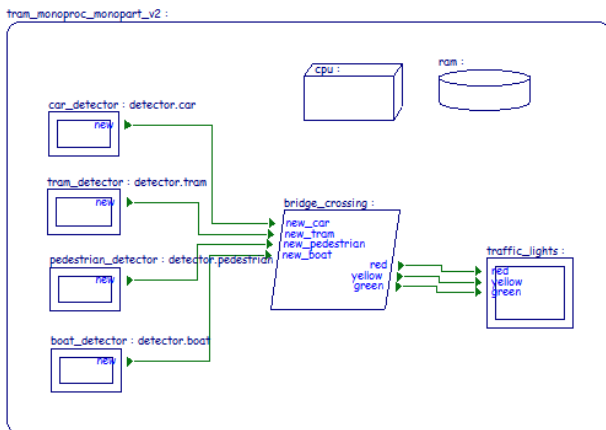 tram_monoproc_monopart_v2 :
cpu :
ram :
car_detector : detector.car
new
tram_detector : detector.tram
new
pedestrian_detector : detector.pedestrian
new
boat_detector : detector.boat
new
bridge_crossing :
new_car
new_tram
new_pedestrian
new_boat
red
yellow
green
traffic_lights :
red
yellow
green